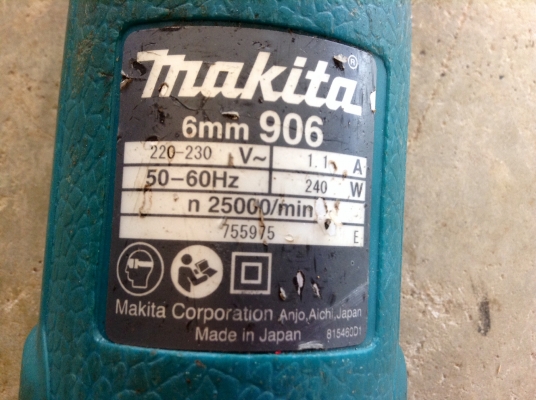 makita®
6mm 906
220-230 V~ 1.1 A
50-60Hz 240 W
n 25000/min
755975 E
Makita Corporation Anjo, Aichi, Japan
Made in Japan 815480D1